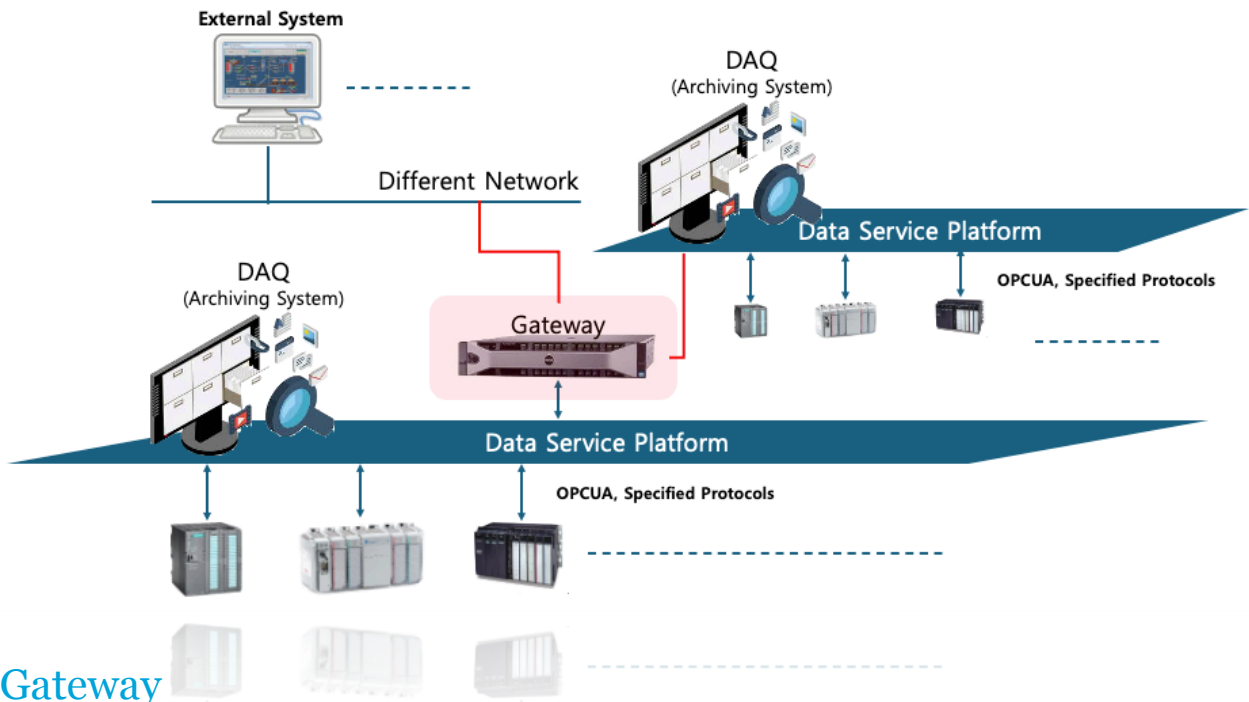 External System
DAQ
(Archiving System)
Different Network
Data Service Platform
OPCUA, Specified Protocols
DAQ
(Archiving System)
Gateway
Data Service Platform
OPCUA, Specified Protocols
Gateway